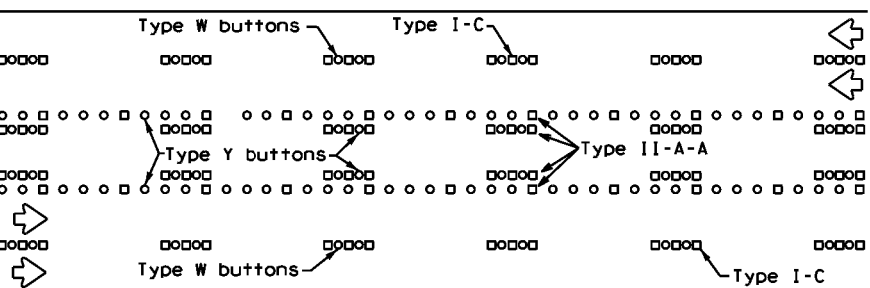 Type W buttons
Type I-C
Type Y buttons
Type II-A-A
Type W buttons
Type I-C